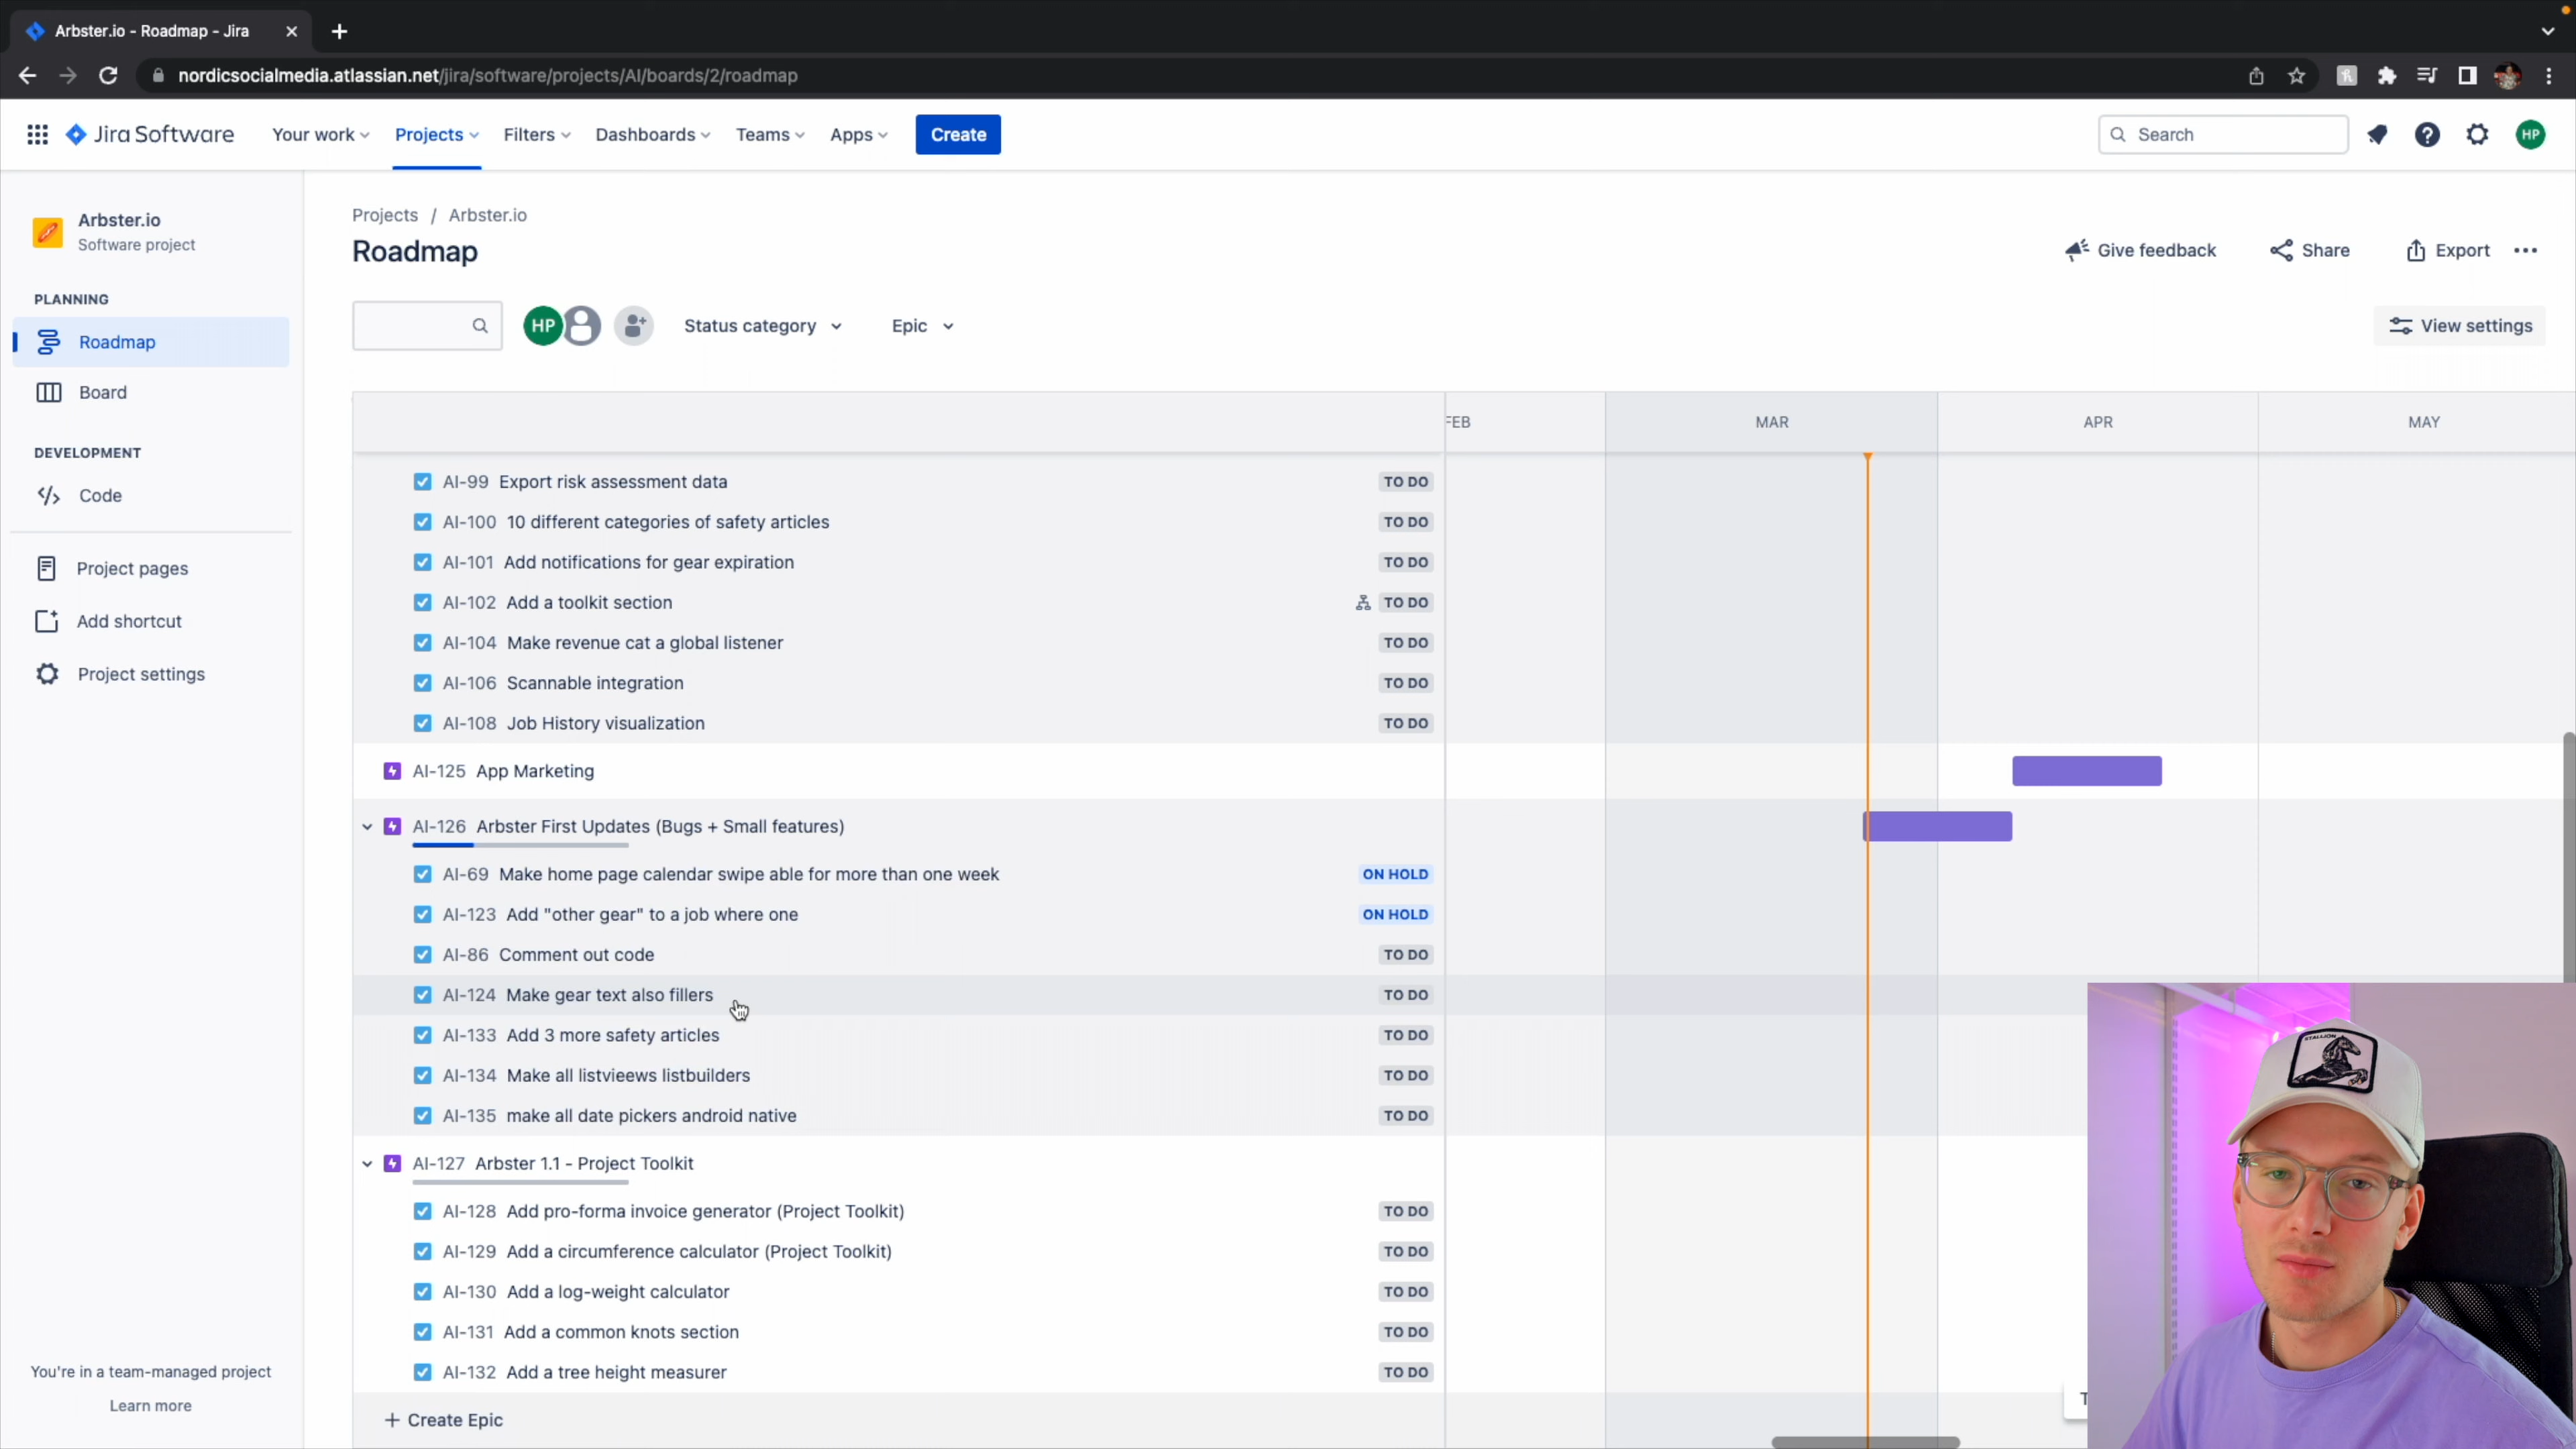 Arbster.io - Roadmap - Jira
nordicsocialmedia.atlassian.net/jira/software/projects/AI/boards/2/roadmap
Jira Software
Your work
Projects
Filters
Dashboards
Teams
Apps
Create
Search
HP
Arbster.io
Software project
PLANNING
Roadmap
Board
DEVELOPMENT
Code
Project pages
Add shortcut
Project settings
You're in a team-managed project
Learn more
Projects / Arbster.io
Roadmap
Give feedback
Share
Export
HP
Status category
Epic
View settings
FEB
MAR
APR
MAY
AI-99 Export risk assessment data TO DO
AI-100 10 different categories of safety articles TO DO
AI-101 Add notifications for gear expiration TO DO
AI-102 Add a toolkit section TO DO
AI-104 Make revenue cat a global listener TO DO
AI-106 Scannable integration TO DO
AI-108 Job History visualization TO DO
AI-125 App Marketing
AI-126 Arbster First Updates (Bugs + Small features)
AI-69 Make home page calendar swipe able for more than one week ON HOLD
AI-123 Add "other gear" to a job where one ON HOLD
AI-86 Comment out code TO DO
AI-124 Make gear text also fillers TO DO
AI-133 Add 3 more safety articles TO DO
AI-134 Make all listvieews listbuilders TO DO
AI-135 make all date pickers android native TO DO
AI-127 Arbster 1.1 - Project Toolkit
AI-128 Add pro-forma invoice generator (Project Toolkit) TO DO
AI-129 Add a circumference calculator (Project Toolkit) TO DO
AI-130 Add a log-weight calculator TO DO
AI-131 Add a common knots section TO DO
AI-132 Add a tree height measurer TO DO
+ Create Epic
STALLION